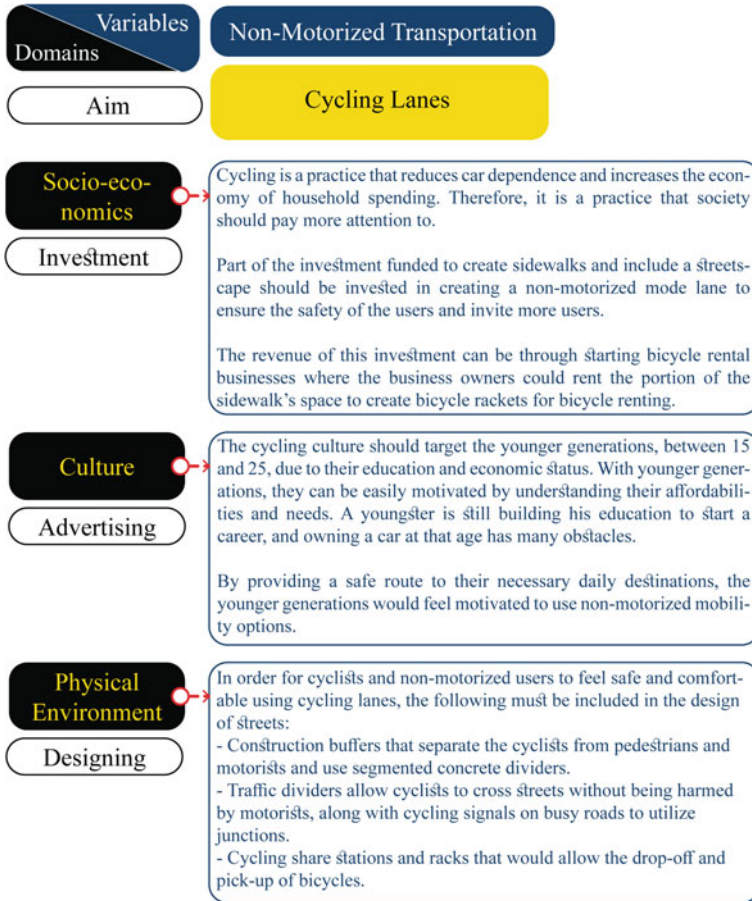 Variables
Domains
Non-Motorized Transportation
Aim
Cycling Lanes
Socio-eco-
nomics
Investment
Cycling is a practice that reduces car dependence and increases the econ-
omy of household spending. Therefore, it is a practice that society
should pay more attention to.
Part of the investment funded to create sidewalks and include a streets-
cape should be invested in creating a non-motorized mode lane to
ensure the safety of the users and invite more users.
The revenue of this investment can be through starting bicycle rental
businesses where the business owners could rent the portion of the
sidewalk's space to create bicycle rackets for bicycle renting.
Culture
Advertising
The cycling culture should target the younger generations, between 15
and 25, due to their education and economic status. With younger gener-
ations, they can be easily motivated by understanding their affordabili-
ties and needs. A youngster is still building his education to start a
career, and owning a car at that age has many obstacles.
By providing a safe route to their necessary daily destinations, the
younger generations would feel motivated to use non-motorized mobili-
ty options.
Physical
Environment
Designing
In order for cyclists and non-motorized users to feel safe and comfort-
able using cycling lanes, the following must be included in the design
of streets:
- Construction buffers that separate the cyclists from pedestrians and
motorists and use segmented concrete dividers.
- Traffic dividers allow cyclists to cross streets without being harmed
by motorists, along with cycling signals on busy roads to utilize
junctions.
- Cycling share stations and racks that would allow the drop-off and
pick-up of bicycles.